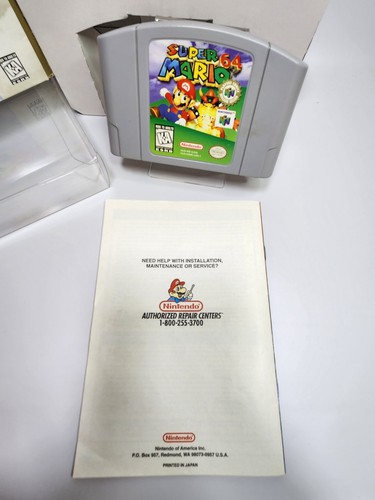 SUPER
MARIO 64
K-A
Nintendo
NEED HELP WITH INSTALLATION,
MAINTENANCE OR SERVICE?
Nintendo
AUTHORIZED REPAIR CENTERS
1-800-255-3700
Nintendo
Nintendo of America Inc.
P.O. Box 957, Redmond, WA 98073-0957 U.S.A.
PRINTED IN JAPAN